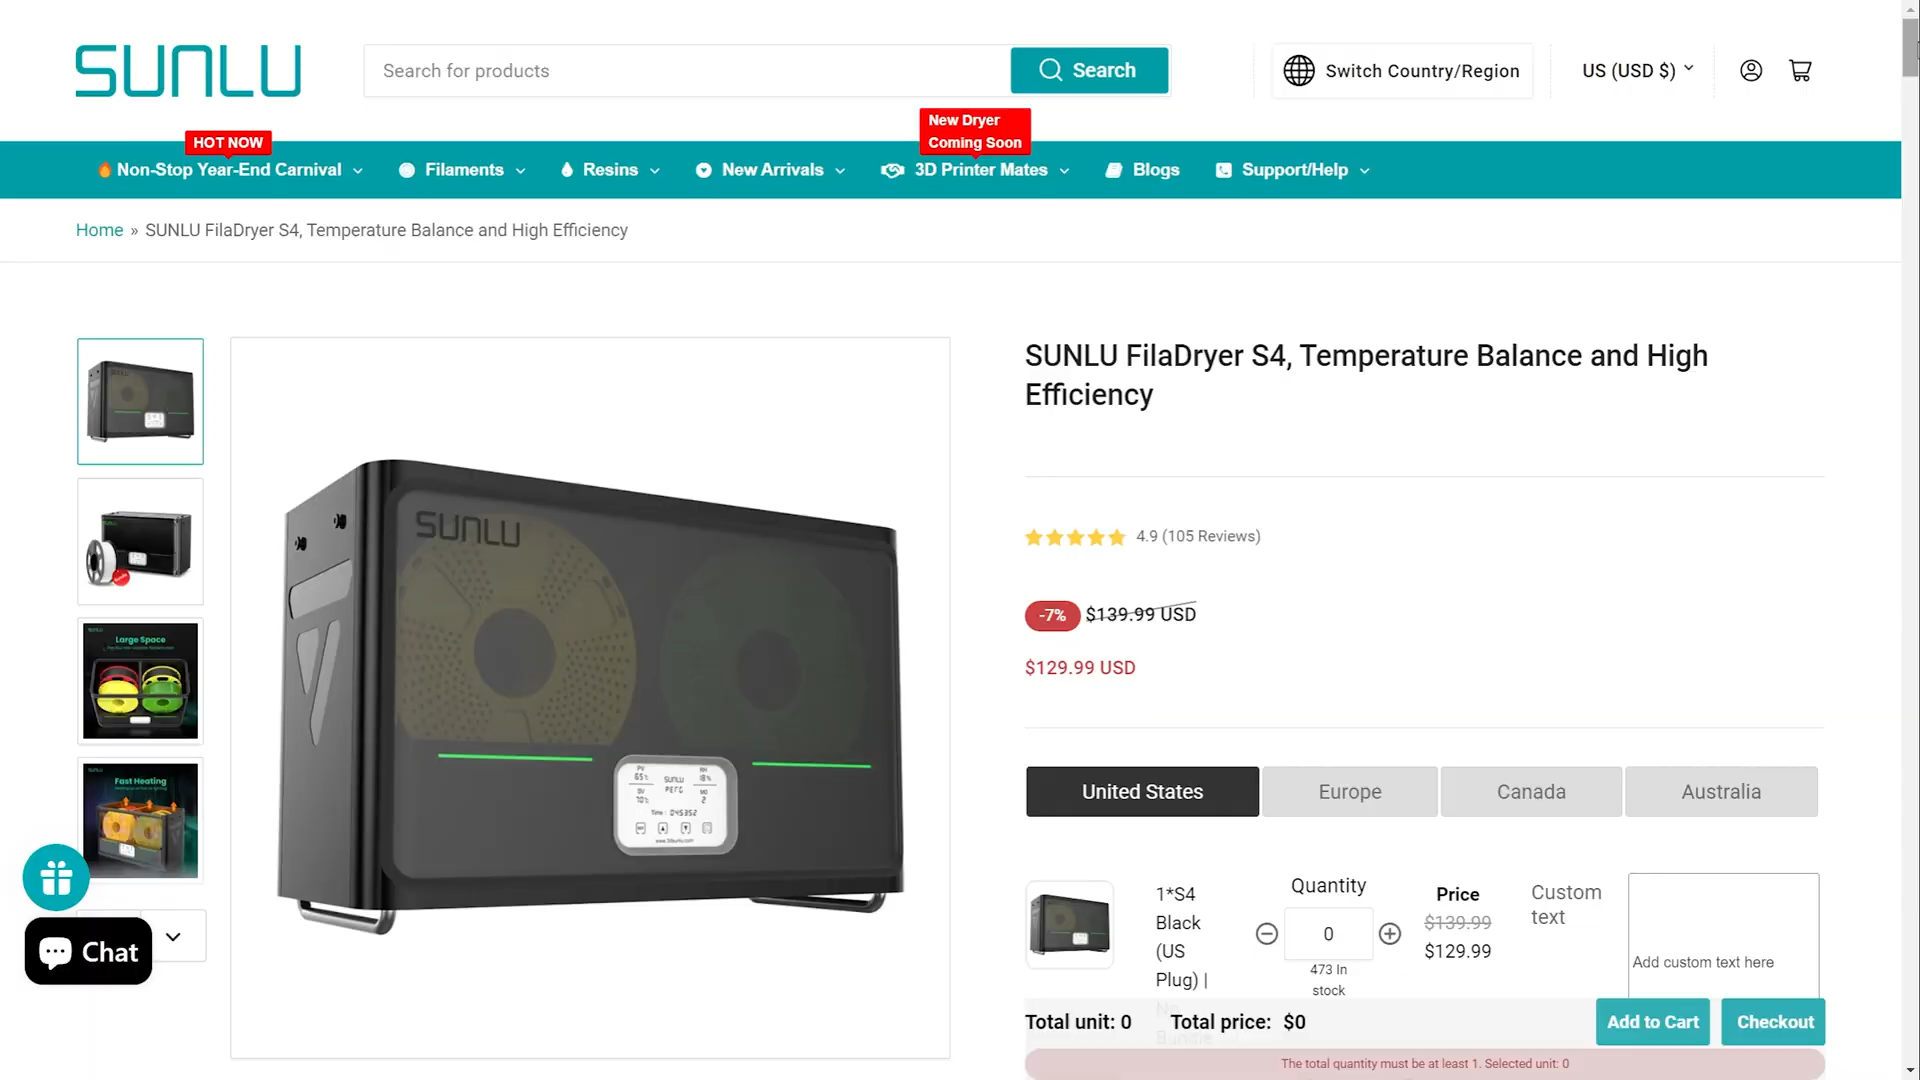 SUNLU
Search for products
Search
Switch Country/Region
US (USD $)
HOT NOW
New Dryer
Coming Soon
Non-Stop Year-End Carnival
Filaments
Resins
New Arrivals
3D Printer Mates
Blogs
Support/Help
Home » SUNLU FilaDryer S4, Temperature Balance and High Efficiency
SUNLU FilaDryer S4, Temperature Balance and High
Efficiency
4.9 (105 Reviews)
-7% $139.99 USD
$129.99 USD
United States
Europe
Canada
Australia
1*S4
Black
(US
Plug) |
Quantity
0
473 In
stock
Price
$139.99
$129.99
Custom
text
Add custom text here
Total unit: 0
Total price: $0
Add to Cart
Checkout
The total quantity must be at least 1. Selected unit: 0
SUNLU
Large Space
Fast Heating
Chat